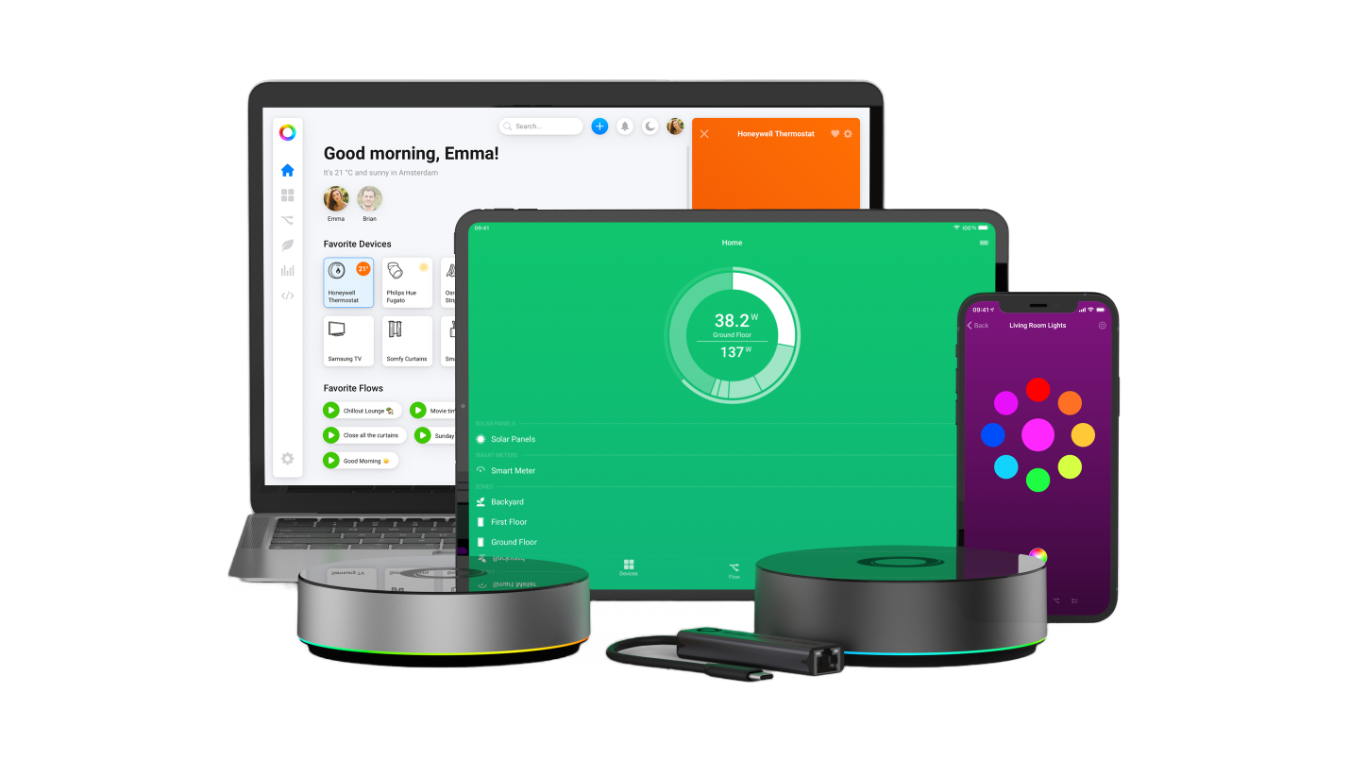 Search...
Honeywell Thermostat
Good morning, Emma!
It's 21 °C and sunny in Amsterdam
Emma
Brian
Favorite Devices
21°
Honeywell
Thermostat
Philips Hue
Fugato
Samsung TV
Somfy Curtains
Favorite Flows
Chillout Lounge
Movie
Close all the curtains
Sunday
Good Morning
09:41
100%
Home
38.2 W
Ground Floor
137 W
SOLAR PANELS
Solar Panels
SMART METERS
Smart Meter
ZONES
Backyard
First Floor
Ground Floor
Devices
Flow
09:41
Back
Living Room Lights